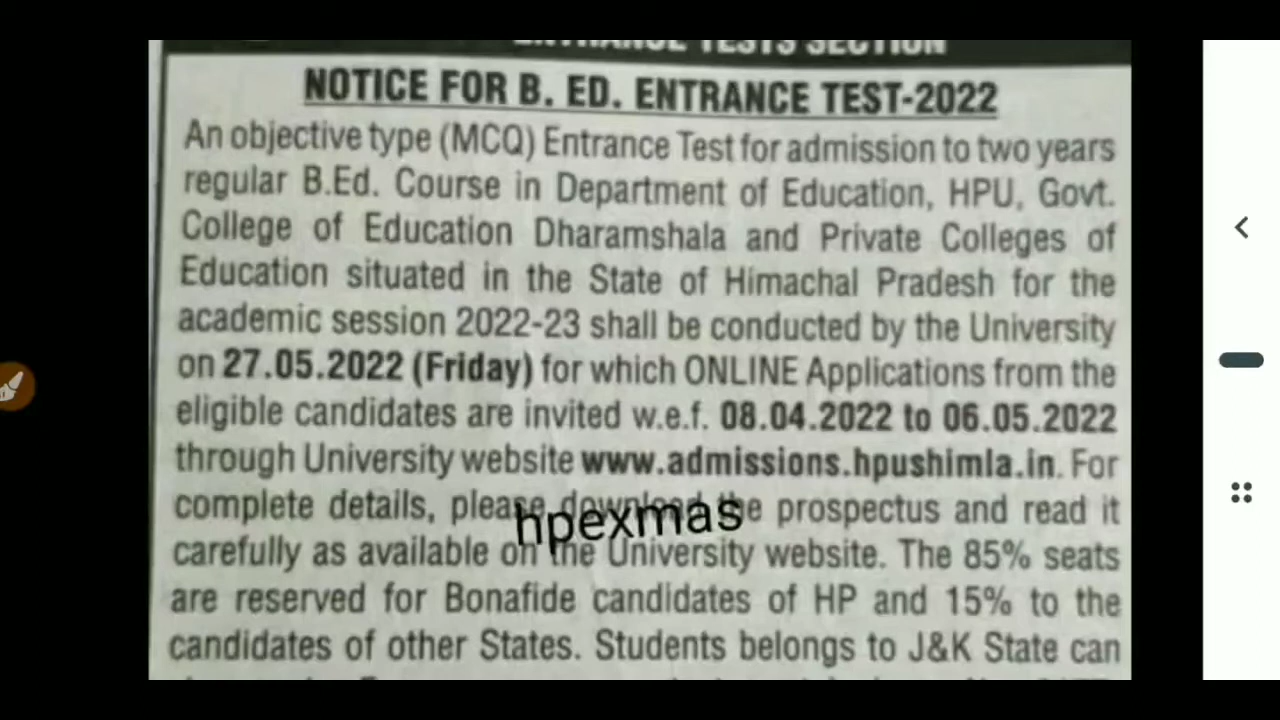 ENTRANCE TESTS SECTION
NOTICE FOR B. ED. ENTRANCE TEST-2022
An objective type (MCQ) Entrance Test for admission to two years
regular B.Ed. Course in Department of Education, HPU, Govt.
College of Education Dharamshala and Private Colleges of
Education situated in the State of Himachal Pradesh for the
academic session 2022-23 shall be conducted by the University
on 27.05.2022 (Friday) for which ONLINE Applications from the
eligible candidates are invited w.e.f. 08.04.2022 to 06.05.2022
through University website www.admissions.hpushimla.in. For
complete details, please download the prospectus and read it
hpexmas
carefully as available on the University website. The 85% seats
are reserved for Bonafide candidates of HP and 15% to the
candidates of other States. Students belongs to J&K State can